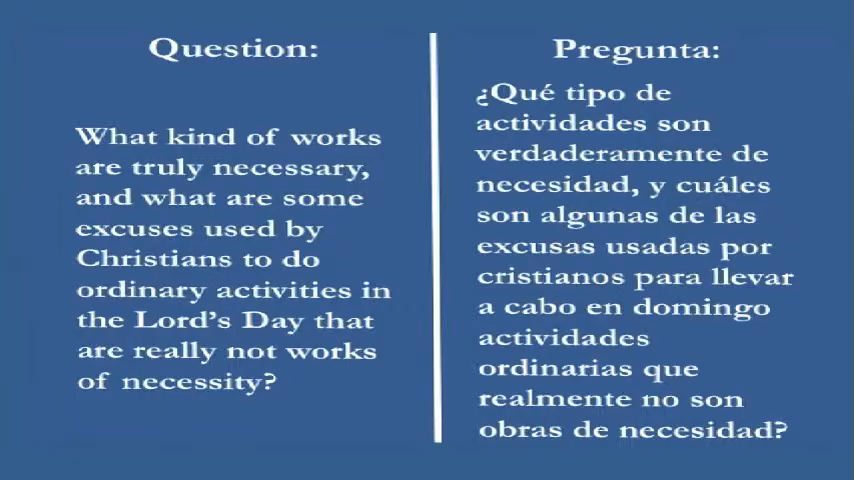 Question:
What kind of works
are truly necessary,
and what are some
excuses used by
Christians to do
ordinary activities in
the Lord's Day that
are really not works
of necessity?
Pregunta:
¿Qué tipo de
actividades son
verdaderamente de
necesidad, y cuáles
son algunas de las
excusas usadas por
cristianos para llevar
a cabo en domingo
actividades
ordinarias que
realmente no son
obras de necesidad?